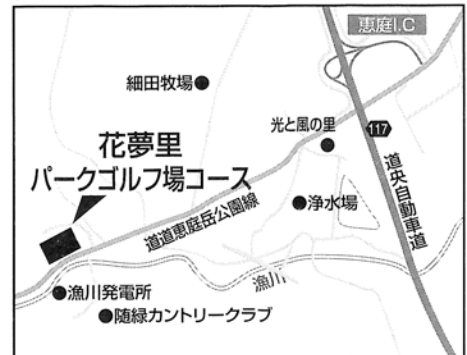 恵庭I.C
細田牧場
光と風の里
117
花夢里
パークゴルフ場コース
道央自動車道
浄水場
道道恵庭岳公園線
漁川
漁川発電所
随緑カントリークラブ